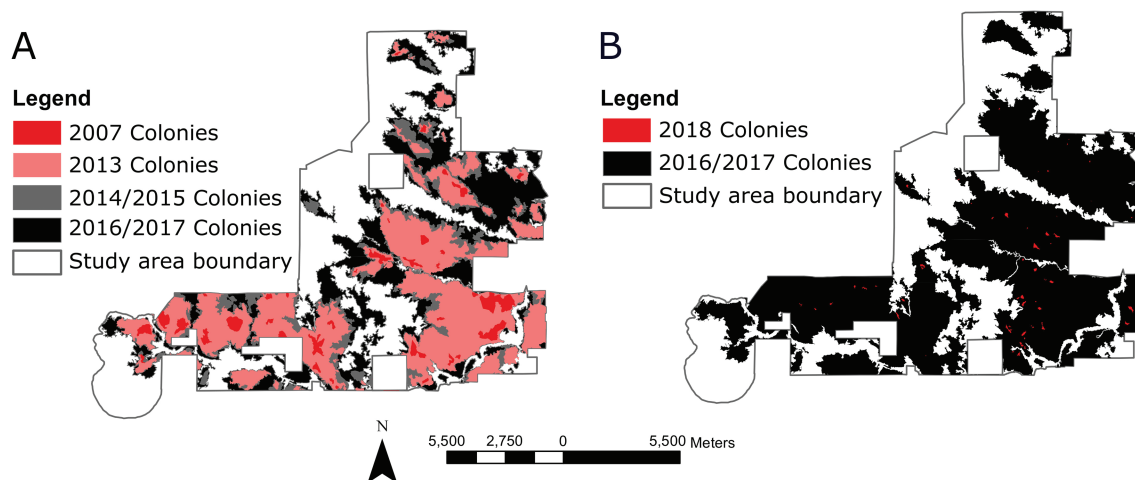 A
Legend
2007 Colonies
2013 Colonies
2014/2015 Colonies
2016/2017 Colonies
Study area boundary
B
Legend
2018 Colonies
2016/2017 Colonies
Study area boundary
N
5,500 2,750 0 5,500 Meters